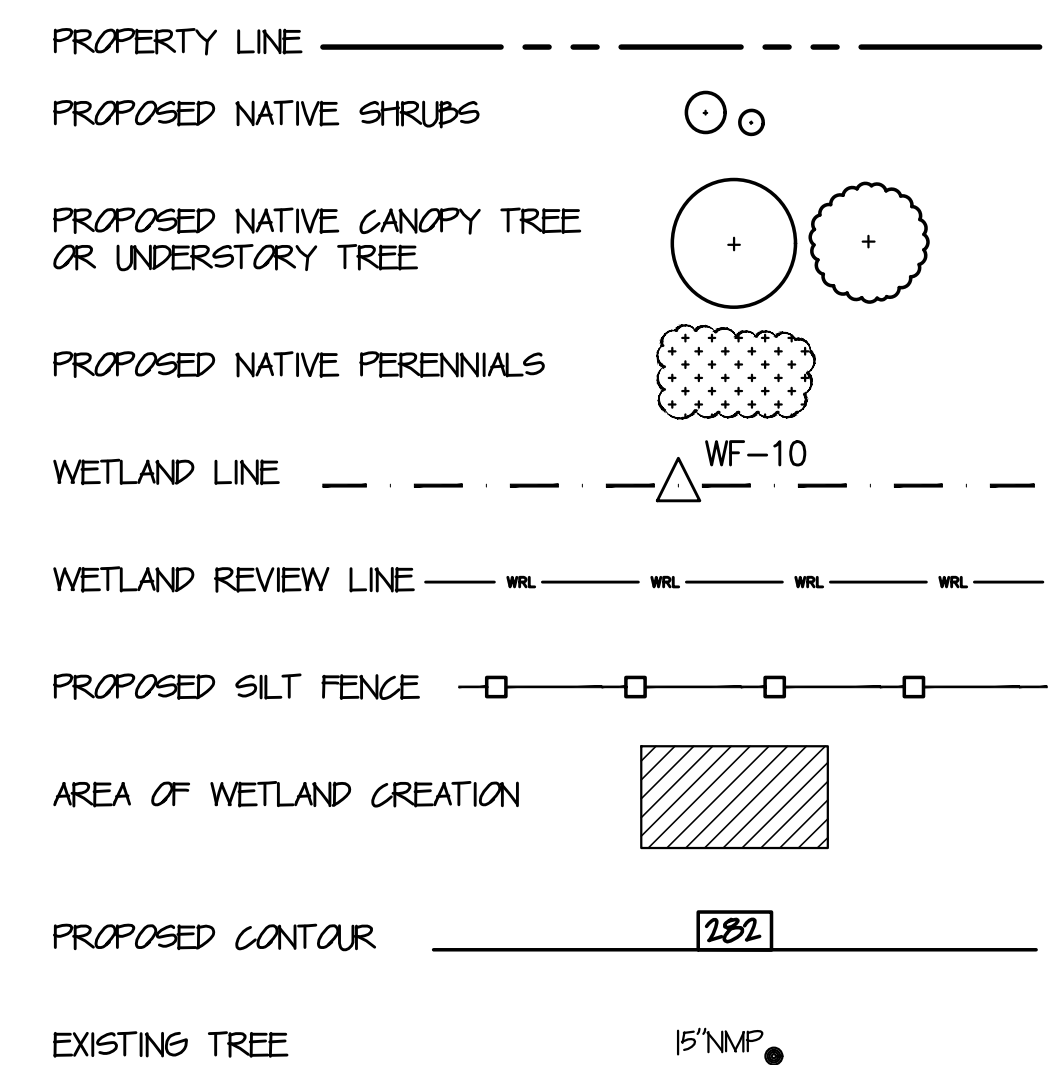 PROPERTY LINE
PROPOSED NATIVE SHRUBS
PROPOSED NATIVE CANOPY TREE
OR UNDERSTORY TREE
PROPOSED NATIVE PERENNIALS
WF-10
WETLAND LINE
WETLAND REVIEW LINE WRL WRL WRL WRL
PROPOSED SILT FENCE
AREA OF WETLAND CREATION
PROPOSED CONTOUR 282
EXISTING TREE 15"NMP